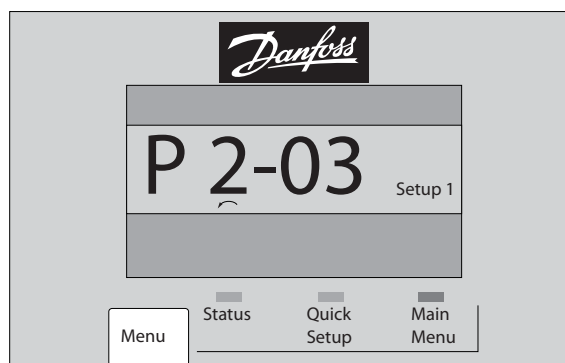 Danfoss
P 2-03
Setup 1
Status
Quick
Setup
Main
Menu
Menu